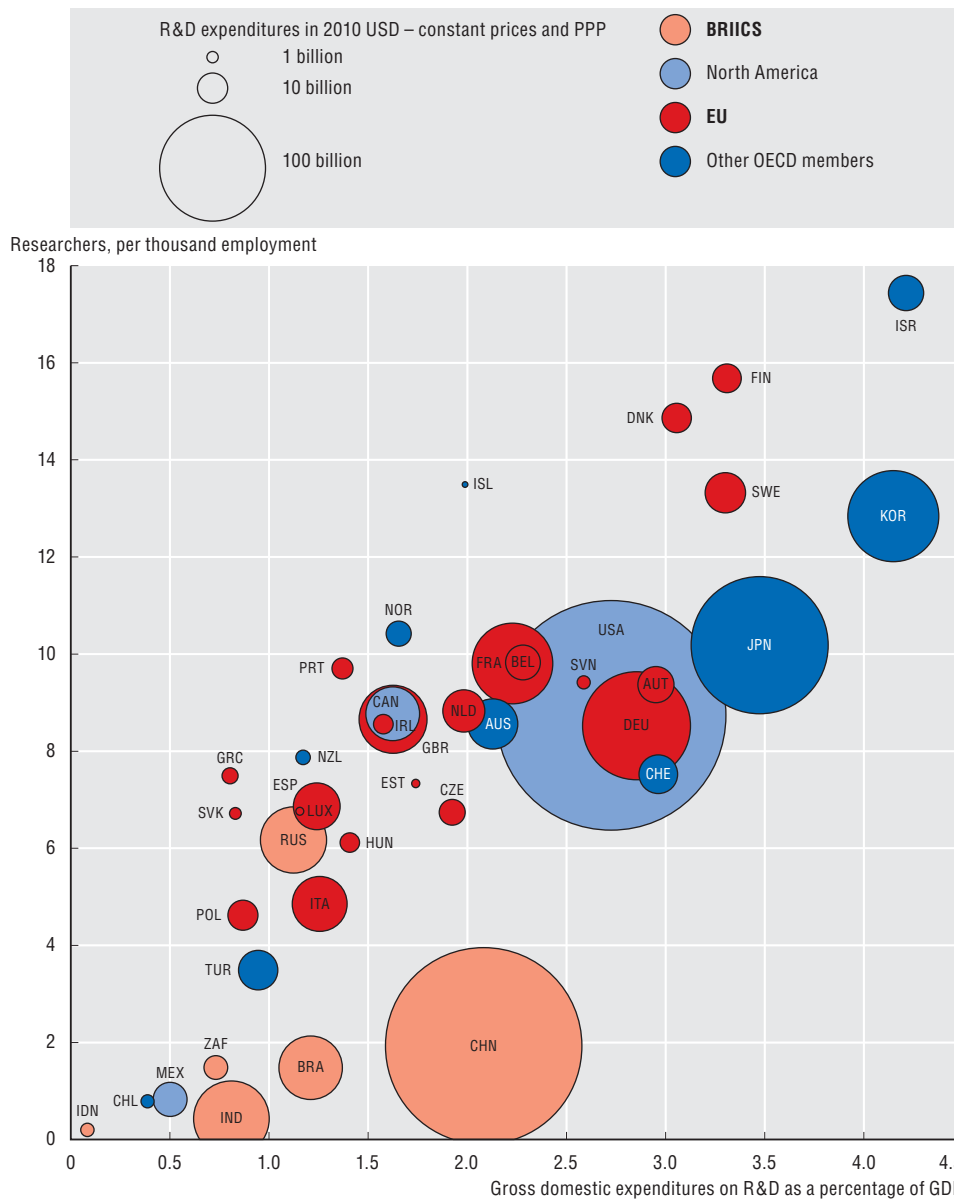 R&D expenditures in 2010 USD – constant prices and PPP
1 billion
10 billion
100 billion
BRIICS
North America
EU
Other OECD members
Researchers, per thousand employment
18
16
14
12
10
8
6
4
2
0
ISR
FIN
DNK
ISL
SWE
KOR
NOR
USA
JPN
PRT
FRA
BEL
SVN
AUT
CAN
IRL
NLD
AUS
DEU
GBR
GRC
NZL
CHE
ESP
EST
CZE
SVK
LUX
RUS
HUN
POL
ITA
TUR
ZAF
BRA
CHN
MEX
IDN
CHL
IND
0
0.5
1.0
1.5
2.0
2.5
3.0
3.5
4.0
4.
Gross domestic expenditures on R&D as a percentage of GD